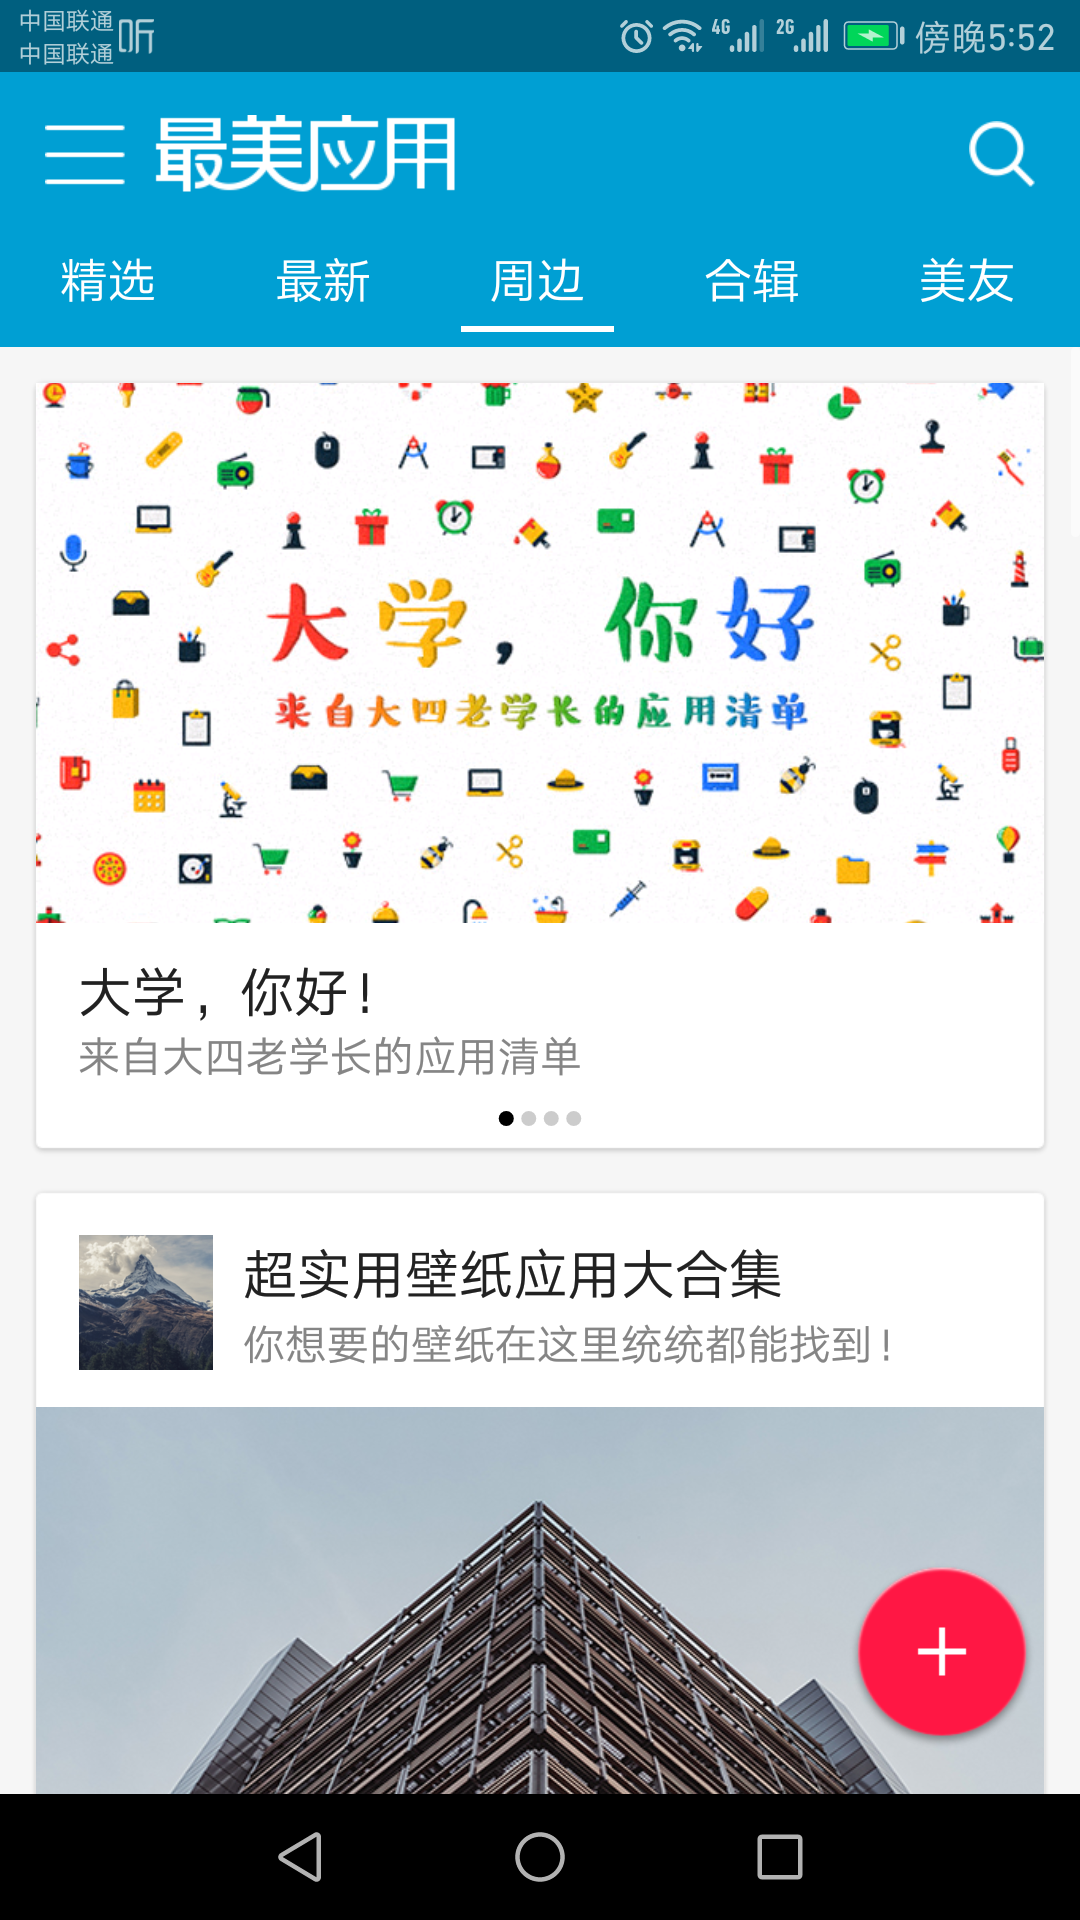 中国联通
中国联通
听
4G
2G
傍晚5:52
最美应用
精选
最新
周边
合辑
美友
大学，你好
来自大四老学长的应用清单
大学，你好！
来自大四老学长的应用清单
超实用壁纸应用大合集
你想要的壁纸在这里统统都能找到！